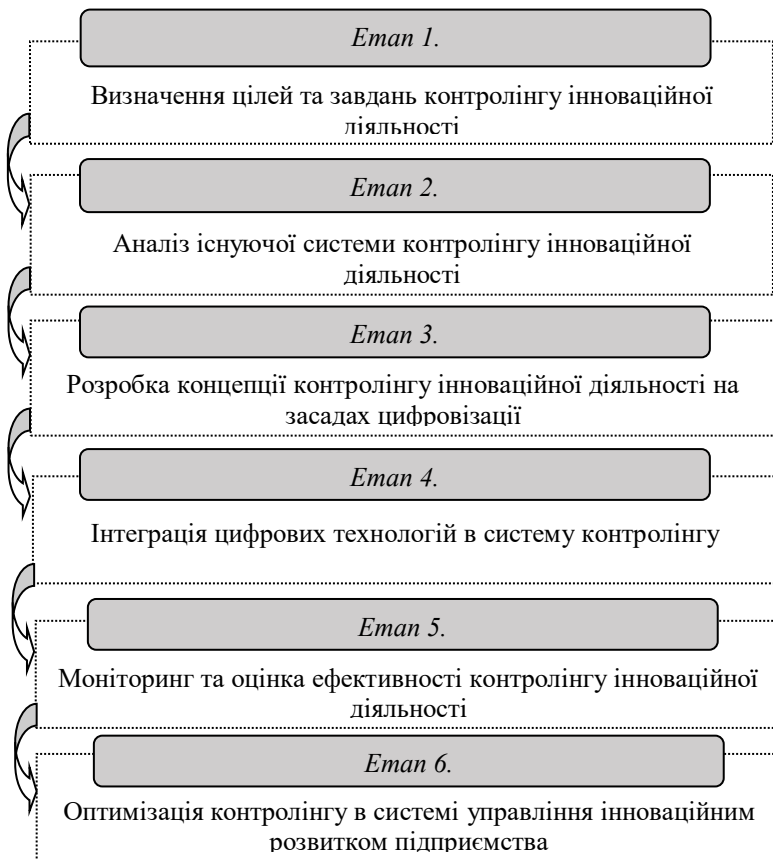 Етап 1.
Визначення цілей та завдань контролінгу інноваційної
діяльності
Етап 2.
Аналіз існуючої системи контролінгу інноваційної
діяльності
Етап 3.
Розробка концепції контролінгу інноваційної діяльності на
засадах цифровізації
Етап 4.
Інтеграція цифрових технологій в систему контролінгу
Етап 5.
Моніторинг та оцінка ефективності контролінгу інноваційної
діяльності
Етап 6.
Оптимізація контролінгу в системі управління інноваційним
розвитком підприємства